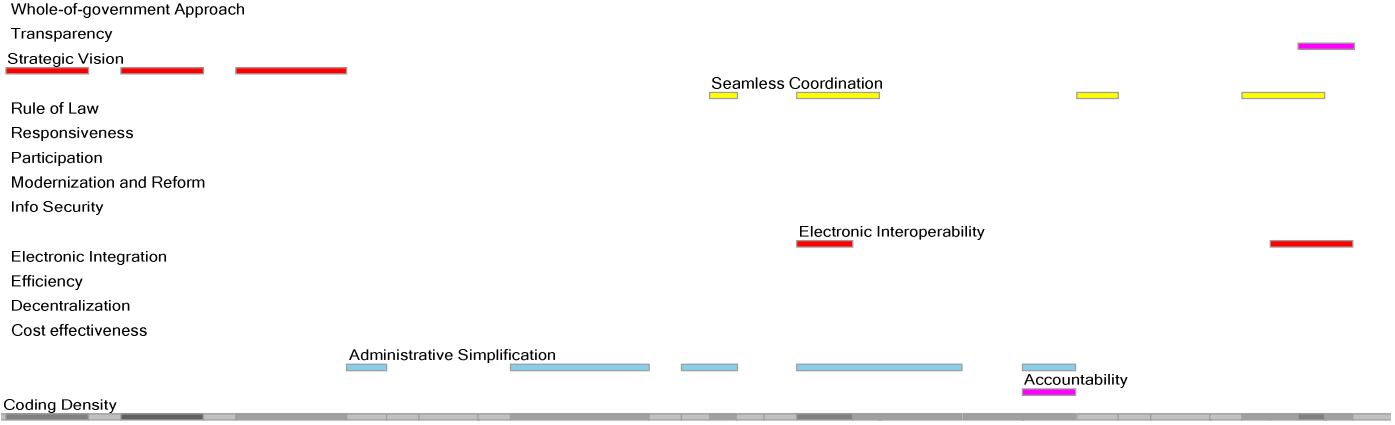 Whole-of-government Approach
Transparency
Strategic Vision
Seamless Coordination
Rule of Law
Responsiveness
Participation
Modernization and Reform
Info Security
Electronic Interoperability
Electronic Integration
Efficiency
Decentralization
Cost effectiveness
Administrative Simplification
Accountability
Coding Density